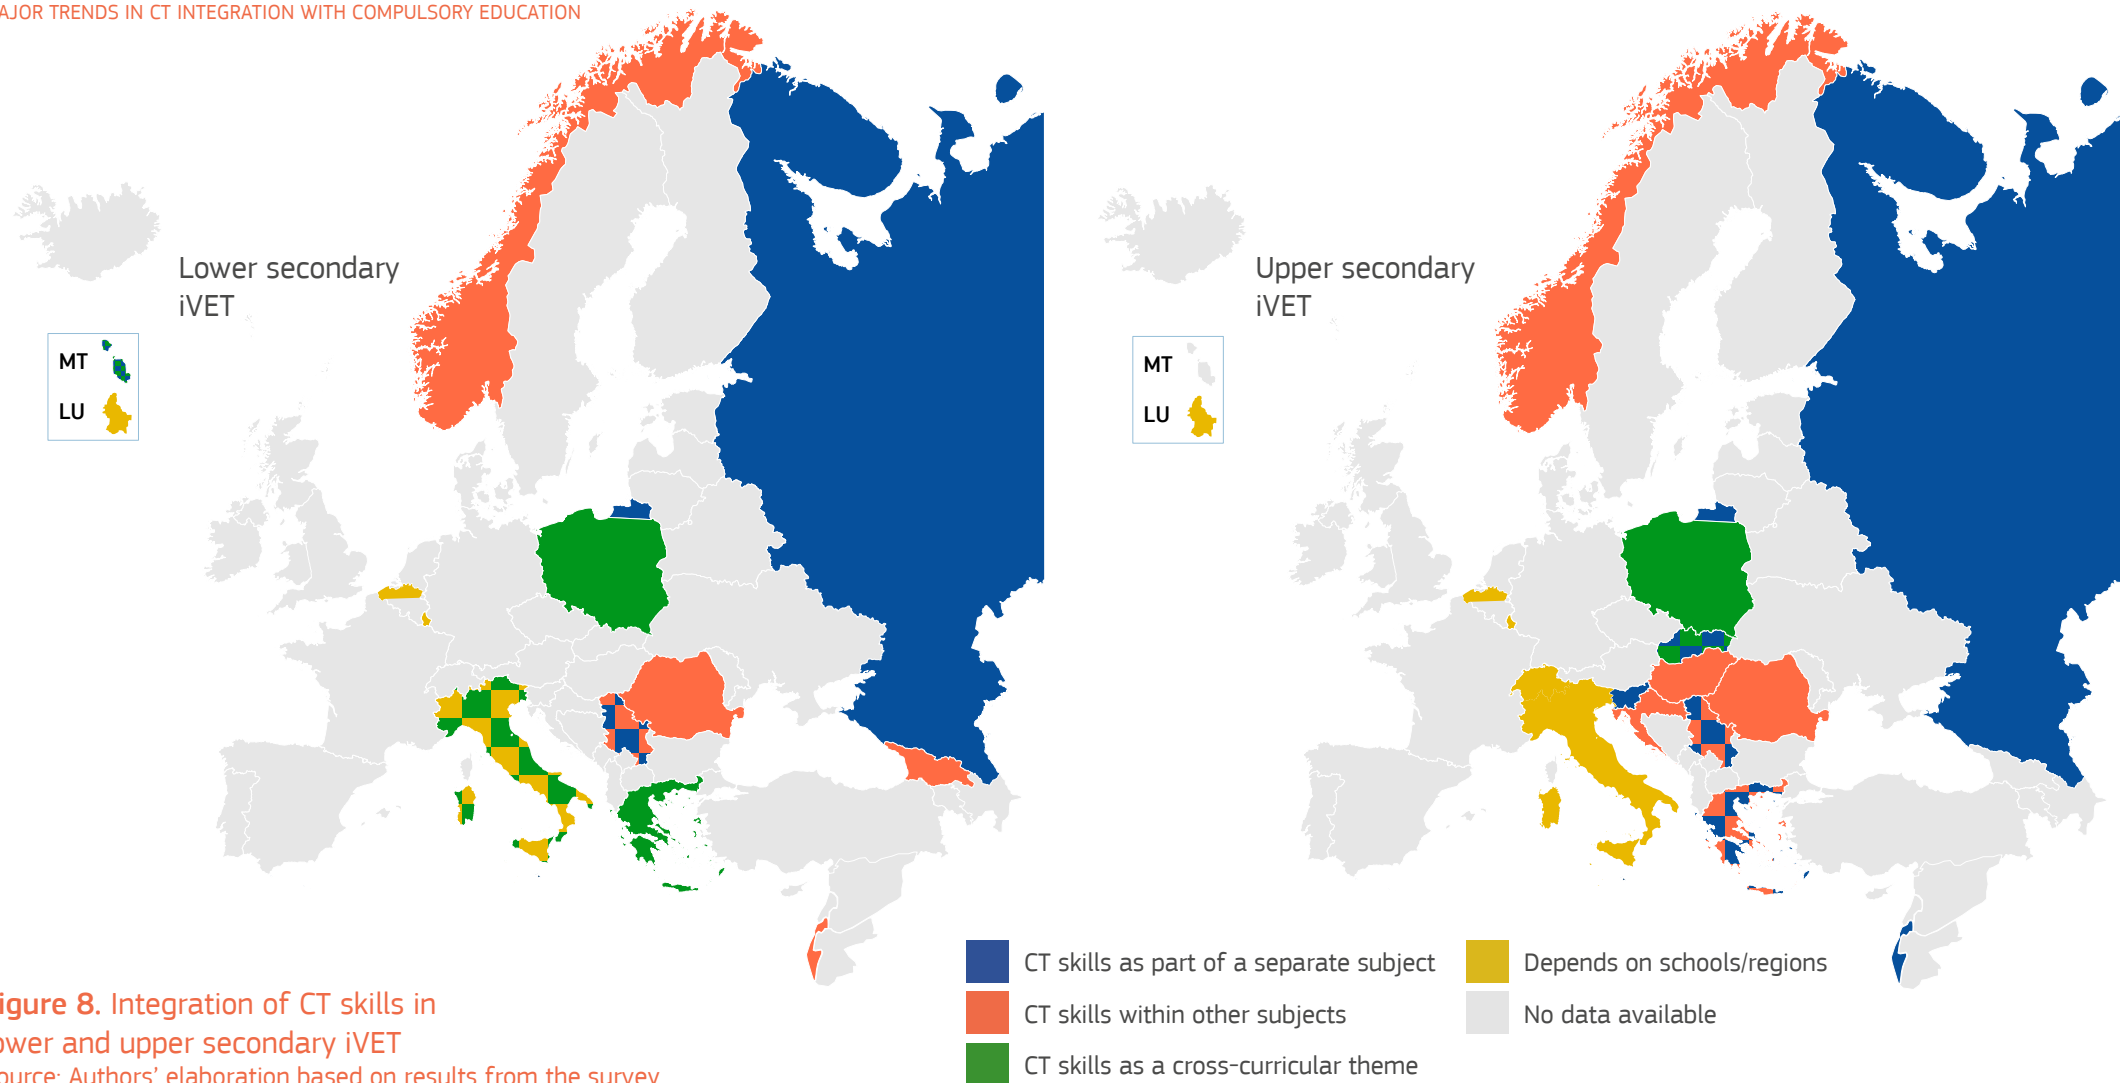 AJOR TRENDS IN CT INTEGRATION WITH COMPULSORY EDUCATION
Lower secondary
iVET
MT
LU
Upper secondary
iVET
MT
LU
CT skills as part of a separate subject
CT skills within other subjects
CT skills as a cross-curricular theme
Depends on schools/regions
No data available
igure 8. Integration of CT skills in
ower and upper secondary iVET
ource: Authors' elaboration based on results from the survey